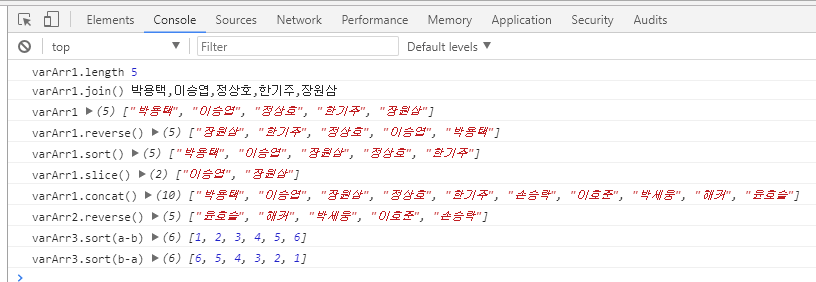 Elements Console Sources Network Performance Memory Application Security Audits
top ▼ Filter Default levels ▼
varArr1.length 5
varArr1.join() 박용택,이승엽,정상호,한기주,장원삼
varArr1 ▶(5) ["박용택", "이승엽", "정상호", "한기주", "장원삼"]
varArr1.reverse() ▶(5) ["장원삼", "한기주", "정상호", "이승엽", "박용택"]
varArr1.sort() ▶(5) ["박용택", "이승엽", "장원삼", "정상호", "한기주"]
varArr1.slice() ▶(2) ["이승엽", "장원삼"]
varArr1.concat() ▶(10) ["박용택", "이승엽", "장원삼", "정상호", "한기주", "손승락", "이호준", "박세웅", "해커", "윤호솔"]
varArr2.reverse() ▶(5) ["윤호솔", "해커", "박세웅", "이호준", "손승락"]
varArr3.sort(a-b) ▶(6) [1, 2, 3, 4, 5, 6]
varArr3.sort(b-a) ▶(6) [6, 5, 4, 3, 2, 1]